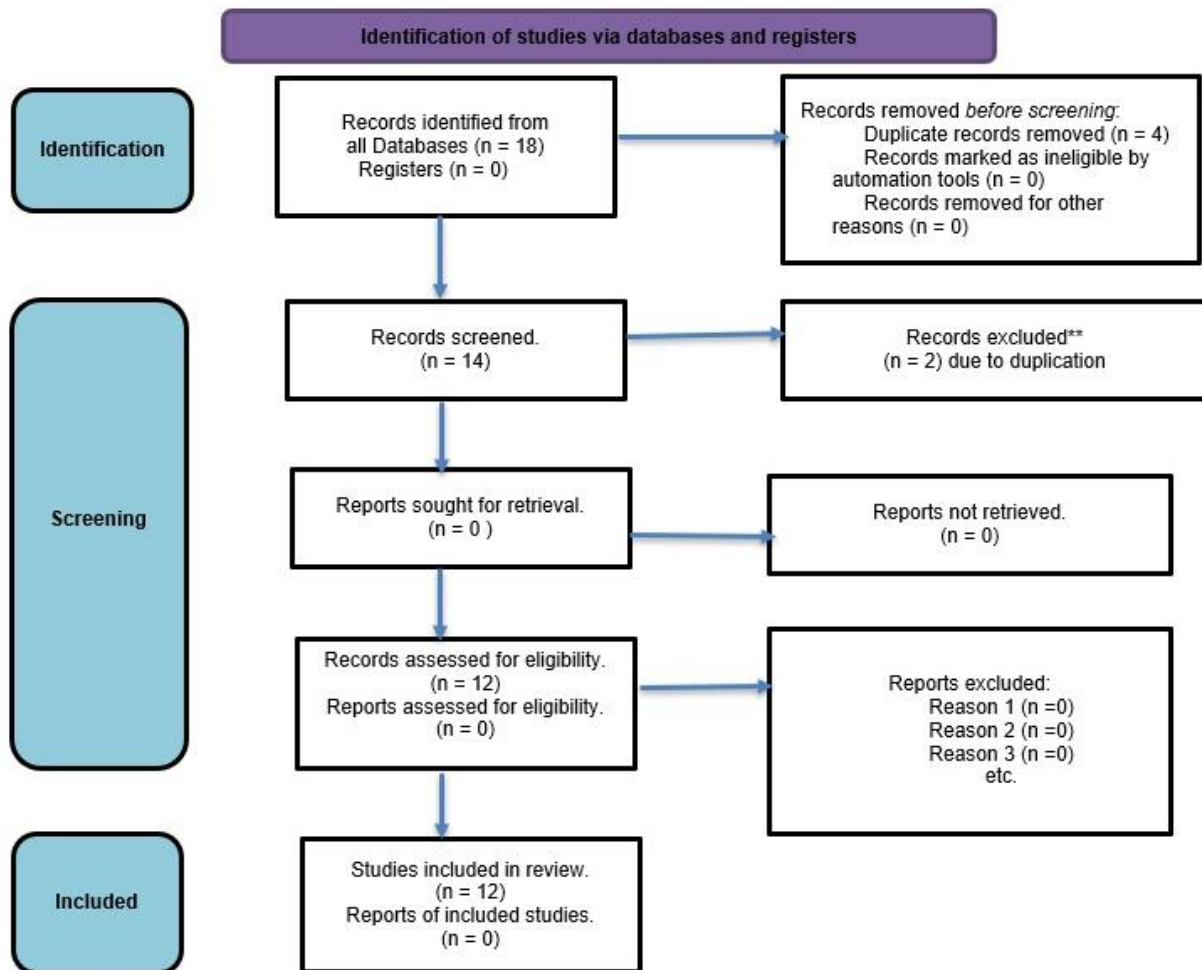 Identification of studies via databases and registers
Identification
Records identified from
all Databases (n = 18)
Registers (n = 0)
Records removed before screening:
Duplicate records removed (n = 4)
Records marked as ineligible by
automation tools (n = 0)
Records removed for other
reasons (n = 0)
Screening
Records screened.
(n = 14)
Records excluded**
(n = 2) due to duplication
Reports sought for retrieval.
(n = 0 )
Reports not retrieved.
(n = 0)
Records assessed for eligibility.
(n = 12)
Reports assessed for eligibility.
(n = 0)
Reports excluded:
Reason 1 (n =0)
Reason 2 (n =0)
Reason 3 (n =0)
etc.
Included
Studies included in review.
(n = 12)
Reports of included studies.
(n = 0)